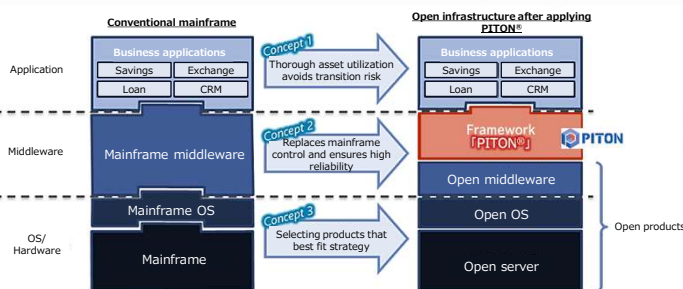 Conventional mainframe
Open infrastructure after applying
PITON®
Application
Business applications
Savings
Exchange
Loan
CRM
Concept 1
Thorough asset utilization
avoids transition risk
Business applications
Savings
Exchange
Loan
CRM
Middleware
Mainframe middleware
Concept 2
Replaces mainframe
control and ensures high
reliability
Framework
「PITON®」
PITON
Open middleware
OS/
Hardware
Mainframe OS
Mainframe
Concept 3
Selecting products that
best fit strategy
Open OS
Open server
Open products